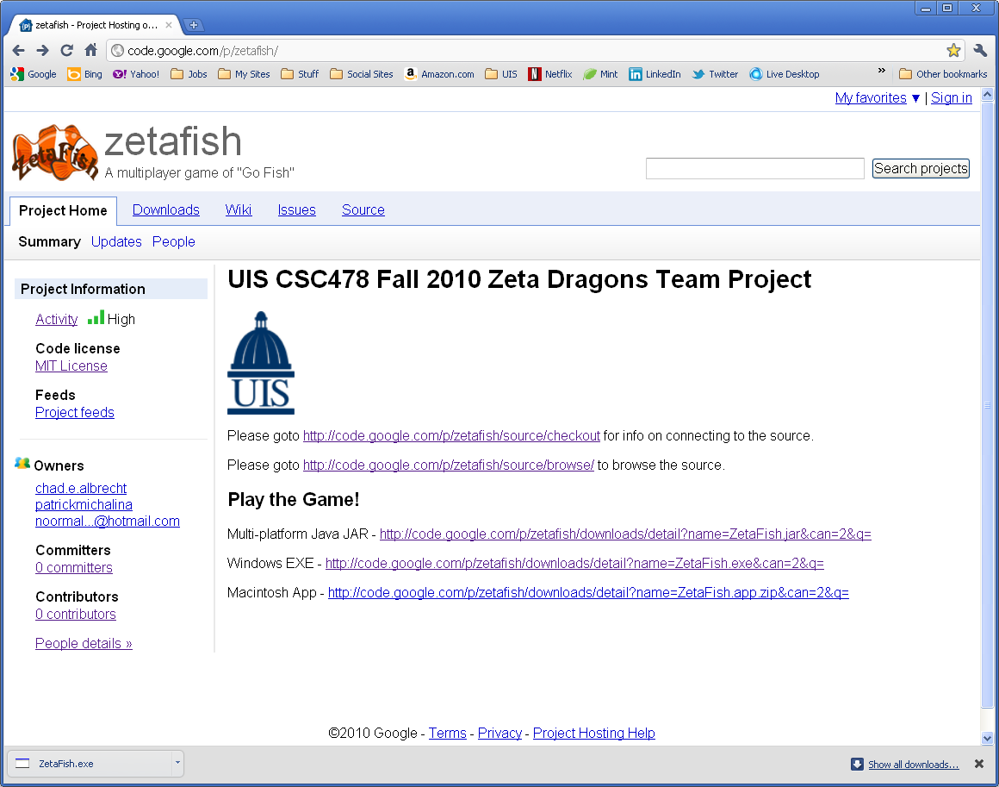 zetafish - Project Hosting o...
code.google.com/p/zetafish/
Google Bing Yahoo! Jobs My Sites Stuff Social Sites Amazon.com UIS Netflix Mint LinkedIn Twitter Live Desktop » Other bookmarks
My favorites ▼ | Sign in
ZetaFish
zetafish
A multiplayer game of "Go Fish"
Search projects
Project Home Downloads Wiki Issues Source
Summary Updates People
Project Information
Activity High
Code license
MIT License
Feeds
Project feeds
Owners
chad.e.albrecht
patrickmichalina
noormal...@hotmail.com
Committers
0 committers
Contributors
0 contributors
People details »
UIS CSC478 Fall 2010 Zeta Dragons Team Project
UIS
Please goto http://code.google.com/p/zetafish/source/checkout for info on connecting to the source.
Please goto http://code.google.com/p/zetafish/source/browse/ to browse the source.
Play the Game!
Multi-platform Java JAR - http://code.google.com/p/zetafish/downloads/detail?name=ZetaFish.jar&can=2&q=
Windows EXE - http://code.google.com/p/zetafish/downloads/detail?name=ZetaFish.exe&can=2&q=
Macintosh App - http://code.google.com/p/zetafish/downloads/detail?name=ZetaFish.app.zip&can=2&q=
©2010 Google - Terms - Privacy - Project Hosting Help
ZetaFish.exe
Show all downloads...